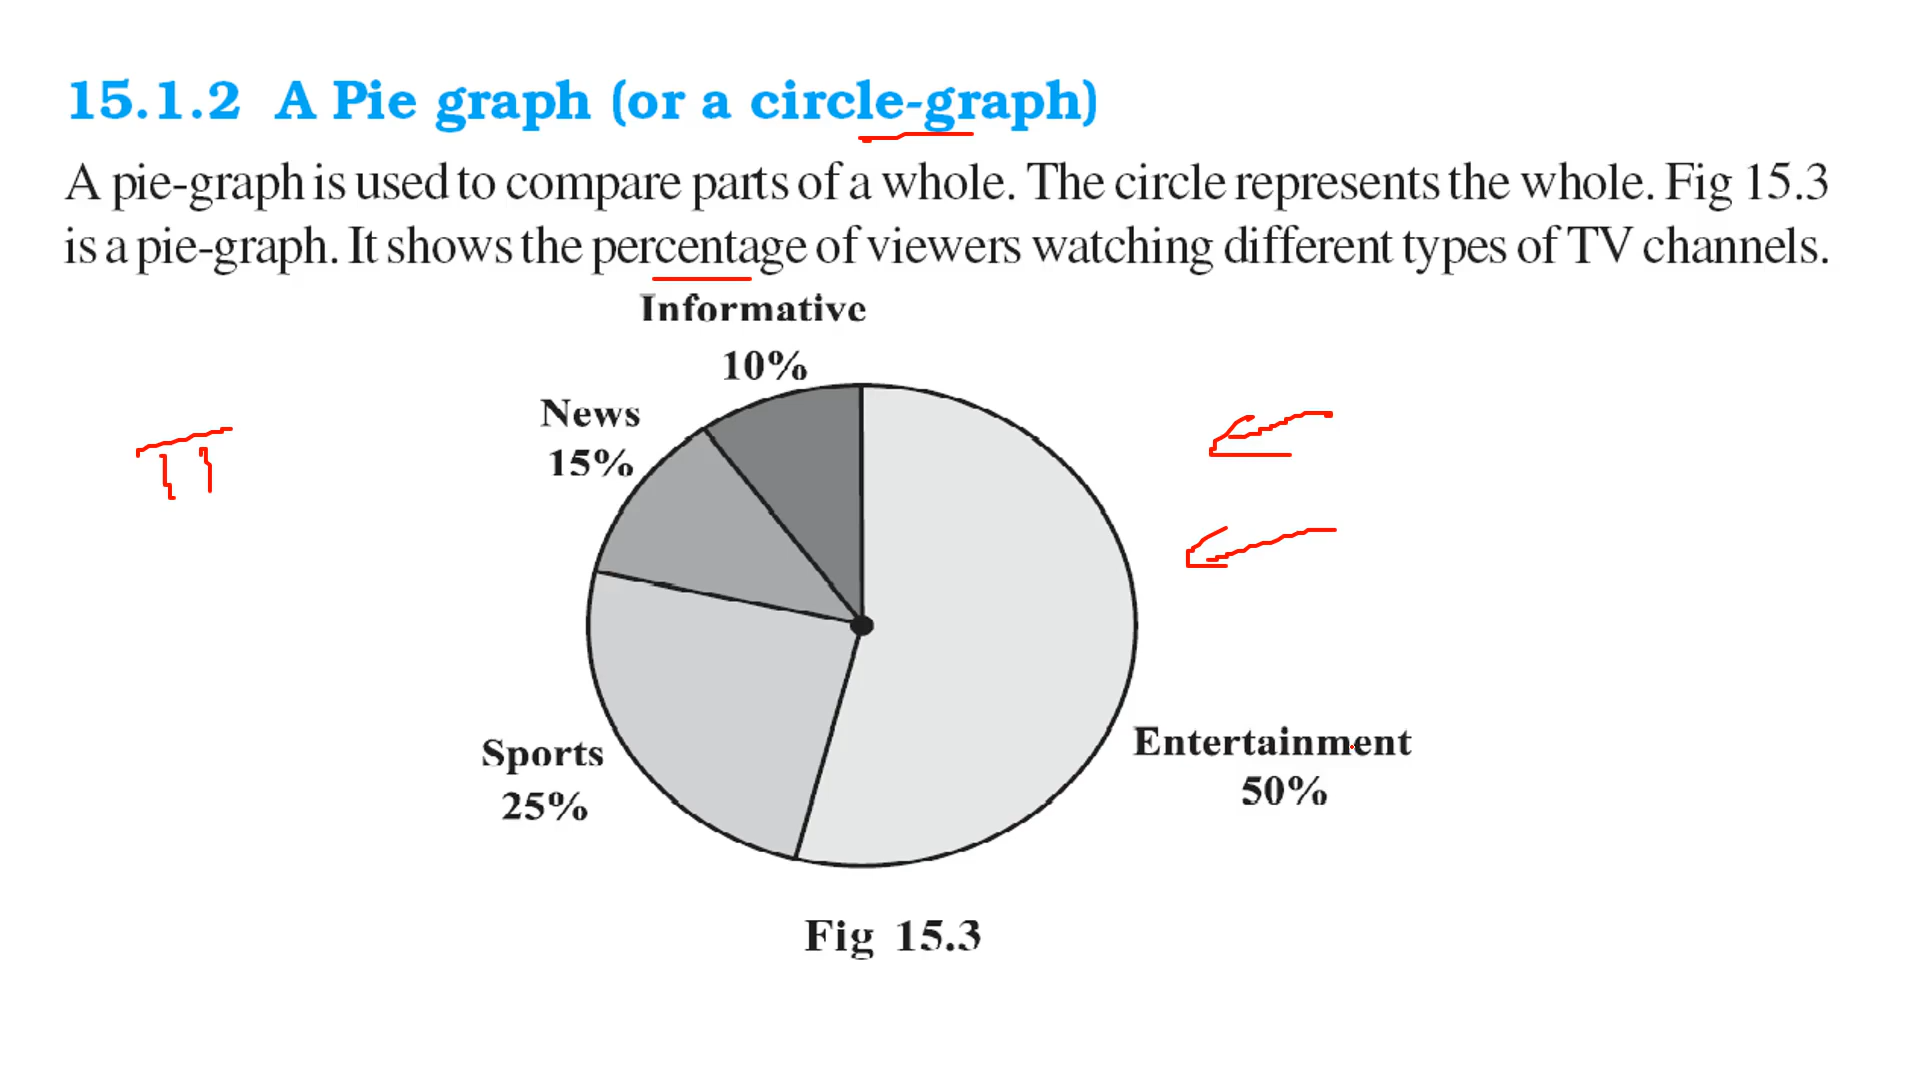 15.1.2 A Pie graph (or a circle-graph)
A pie-graph is used to compare parts of a whole. The circle represents the whole. Fig 15.3
is a pie-graph. It shows the percentage of viewers watching different types of TV channels.
Informative
10%
News
15%
Sports
25%
Entertainment
50%
Fig 15.3